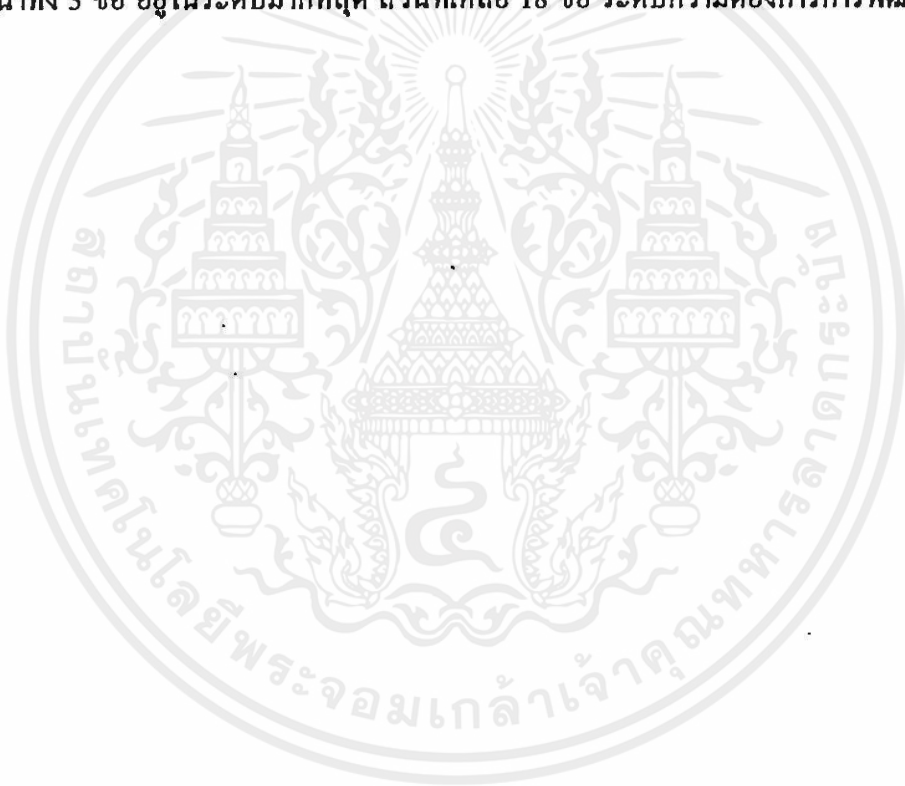 ทั้ง 5 ข้อ อยู่ในระดับมากที่สุด ส่วนที่เหลือ 18 ข้อ ระดับความต้องการการ
สถาบันเทคโนโลยีพระจอมเกล้าเจ้าคุณทหารลาดกระบัง